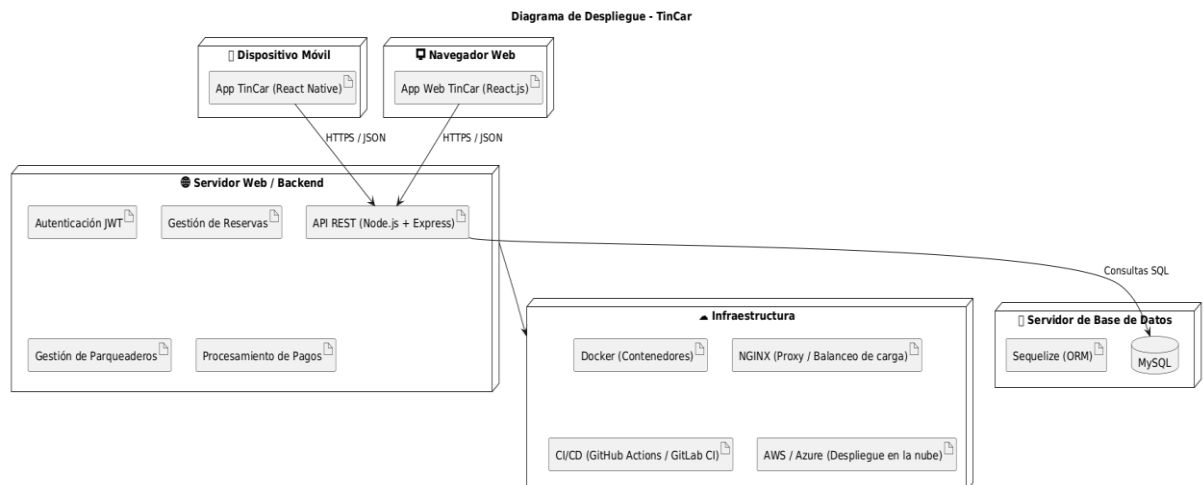 Diagrama de Despliegue - TinCar
Dispositivo Móvil
Navegador Web
App TinCar (React Native)
App Web TinCar (React.js)
HTTPS / JSON
HTTPS / JSON
Servidor Web / Backend
Autenticación JWT
Gestión de Reservas
API REST (Node.js + Express)
Consultas SQL
Gestión de Parqueaderos
Procesamiento de Pagos
Infraestructura
Docker (Contenedores)
NGINX (Proxy / Balanceo de carga)
CI/CD (GitHub Actions / GitLab CI)
AWS / Azure (Despliegue en la nube)
Servidor de Base de Datos
Sequelize (ORM)
MySQL